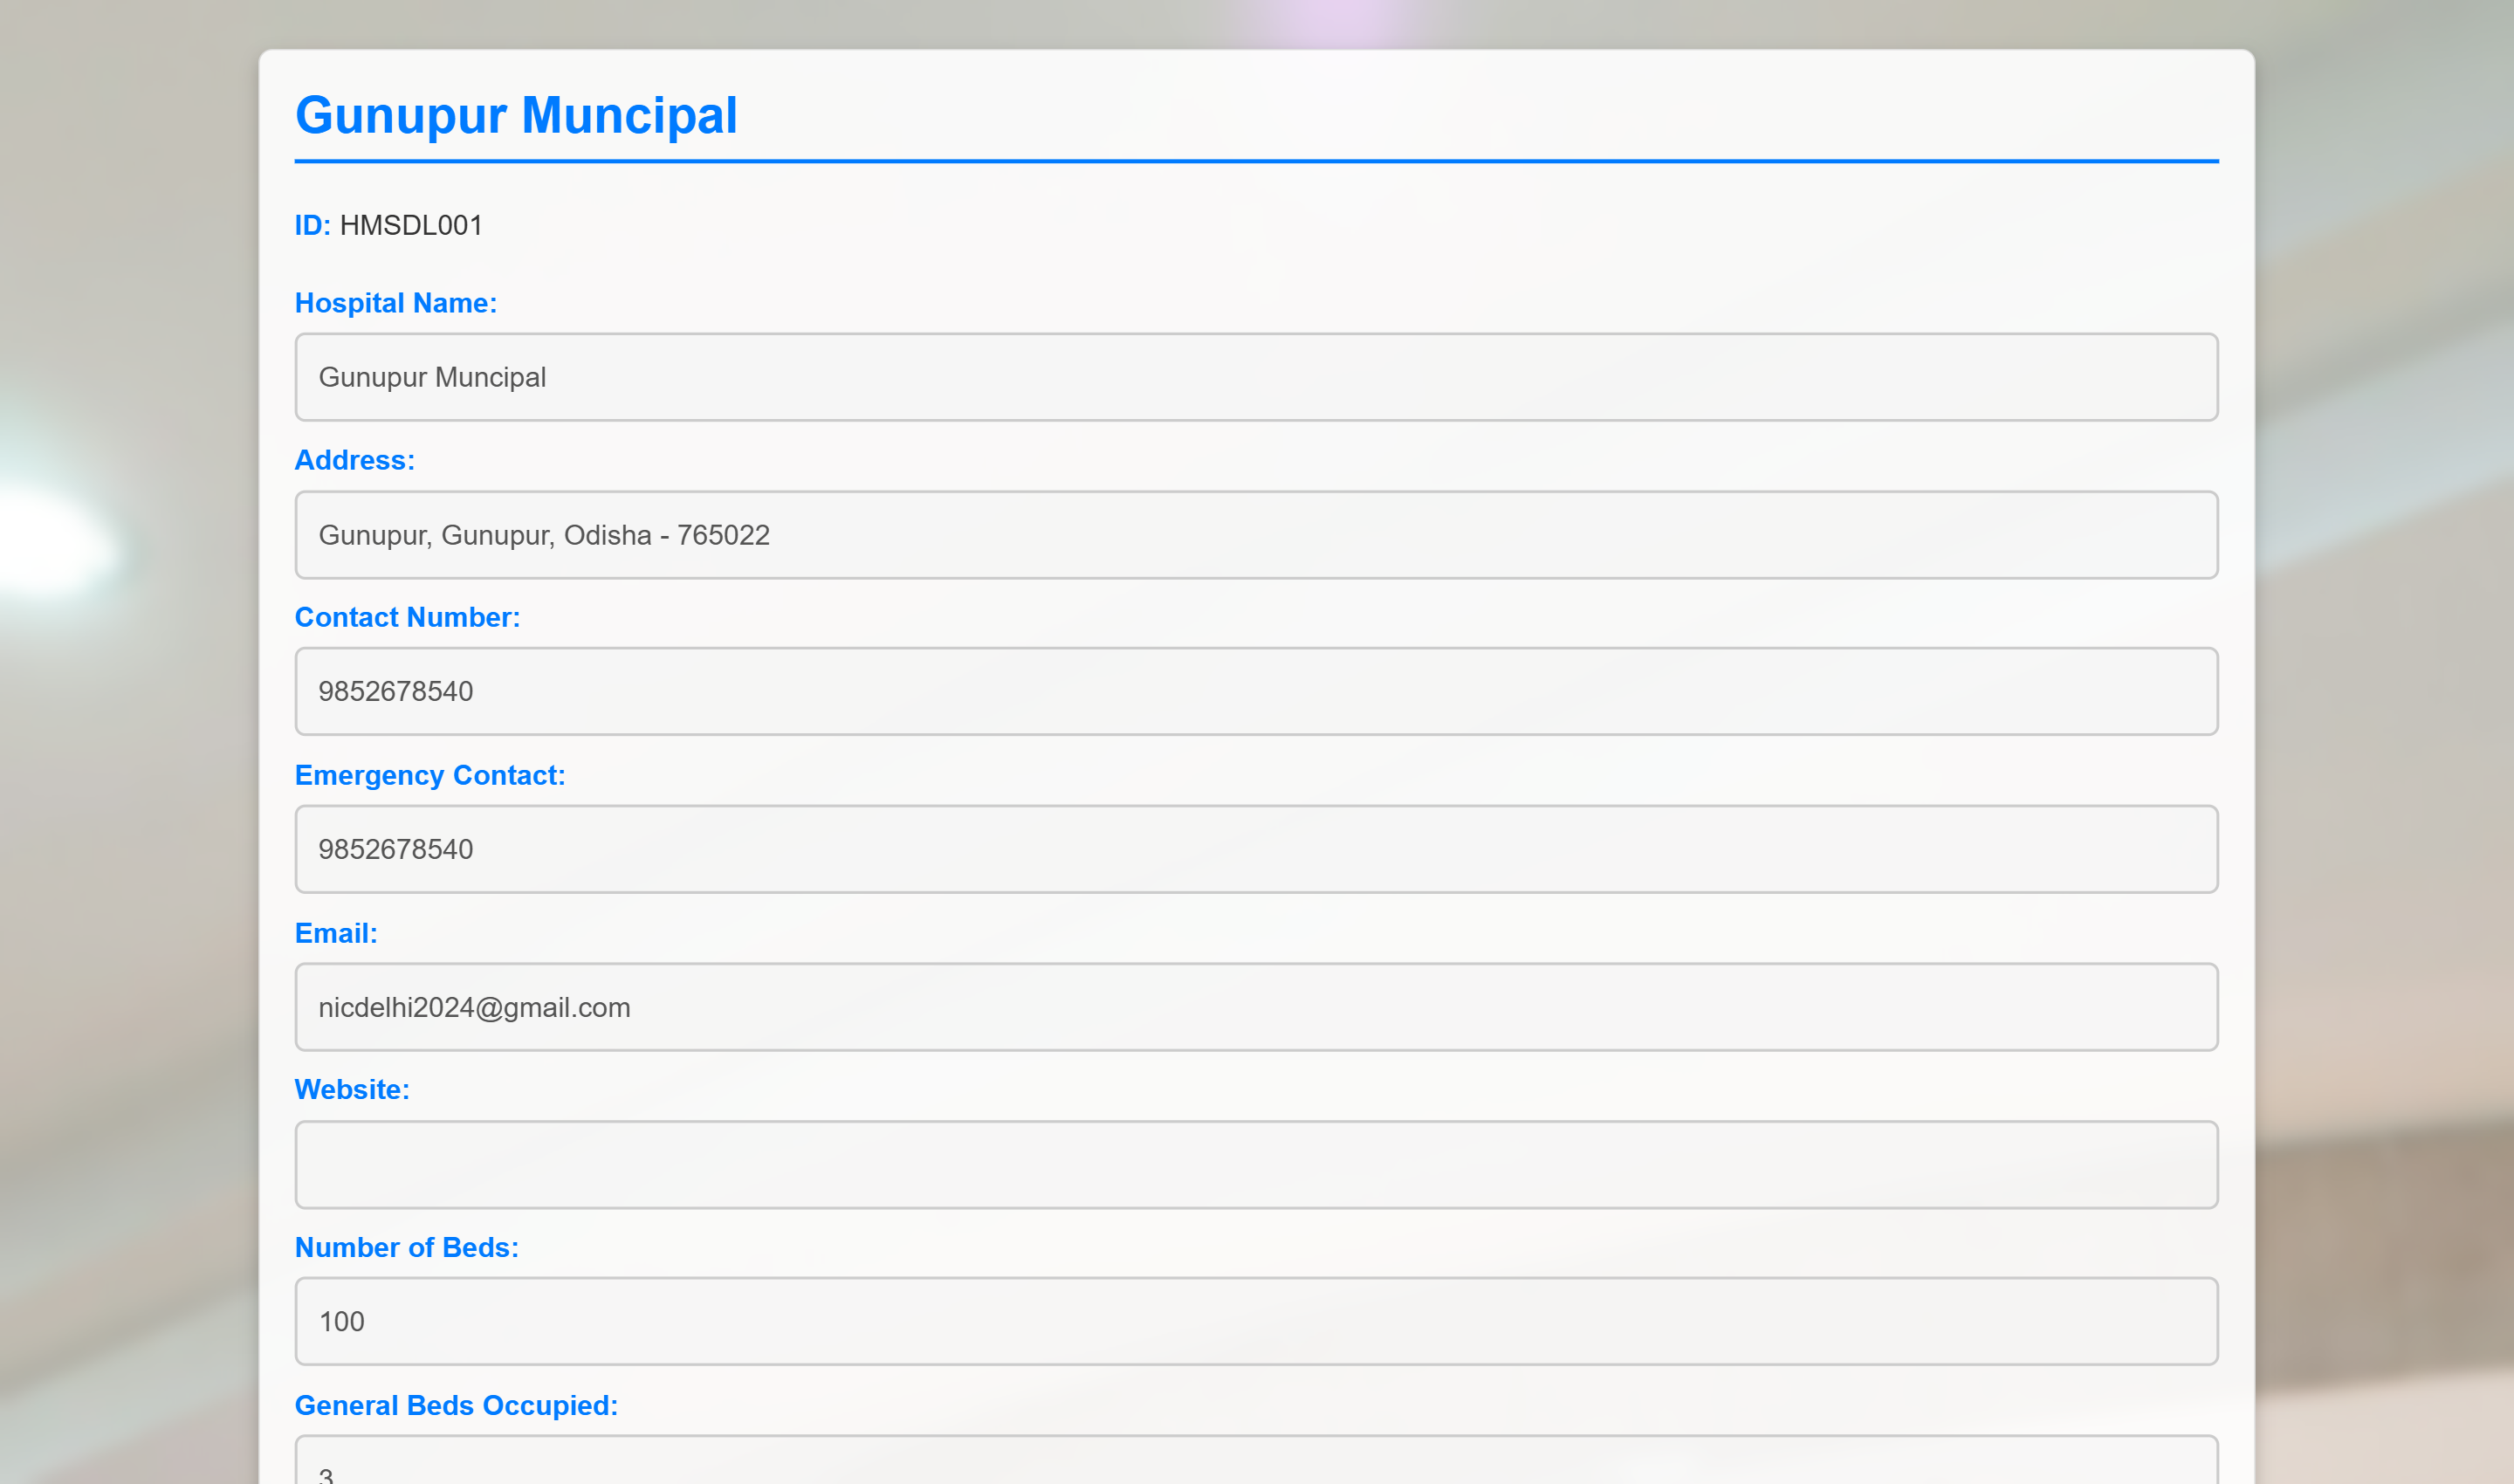 Gunupur Muncipal
ID: HMSDL001
Hospital Name:
Gunupur Muncipal
Address:
Gunupur, Gunupur, Odisha - 765022
Contact Number:
9852678540
Emergency Contact:
9852678540
Email:
nicdelhi2024@gmail.com
Website:
Number of Beds:
100
General Beds Occupied:
3